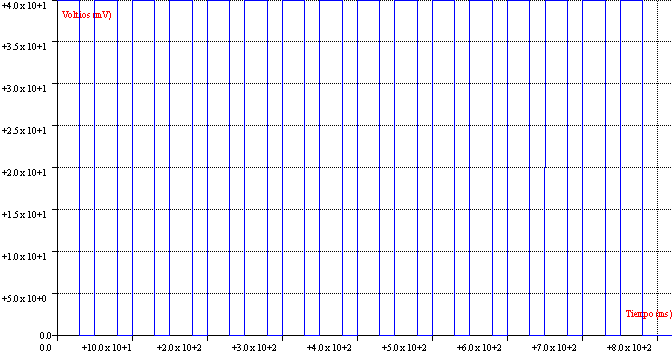 +4.0 x 10+1
Voltios (mV)
+3.5 x 10+1
+3.0 x 10+1
+2.5 x 10+1
+2.0 x 10+1
+1.5 x 10+1
+1.0 x 10+1
+5.0 x 10+0
Tiempo (ms)
0.0
0.0 +10.0 x 10+1 +2.0 x 10+2 +3.0 x 10+2 +4.0 x 10+2 +5.0 x 10+2 +6.0 x 10+2 +7.0 x 10+2 +8.0 x 10+2